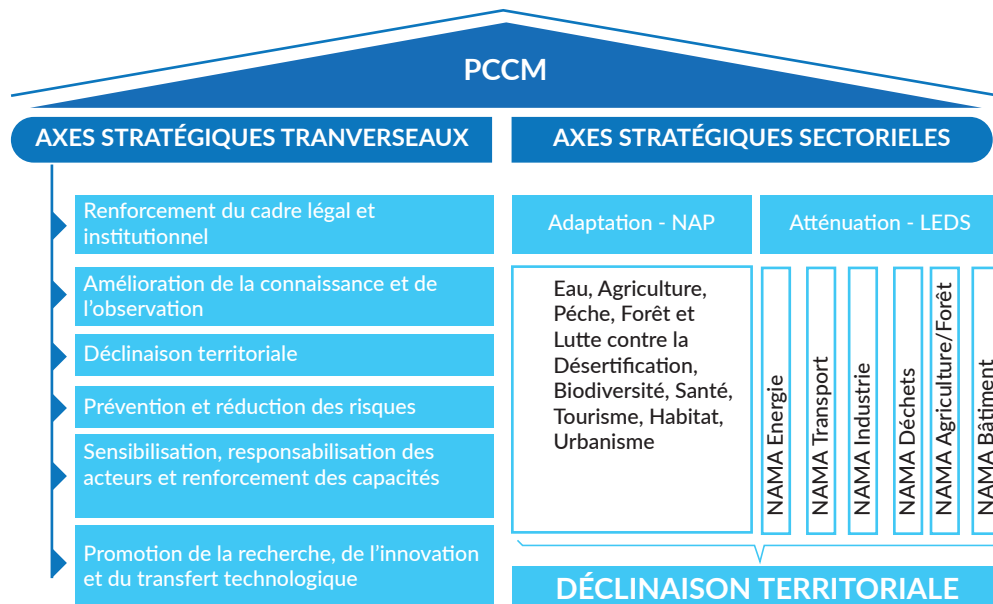 PCCM
AXES STRATÉGIQUES TRANVERSEAUX
Renforcement du cadre légal et
institutionnel
Amélioration de la connaissance et de
l’observation
Déclinaison territoriale
Prévention et réduction des risques
Sensibilisation, responsabilisation des
acteurs et renforcement des capacités
Promotion de la recherche, de l’innovation
et du transfert technologique
AXES STRATÉGIQUES SECTORIELES
Adaptation - NAP
Eau, Agriculture,
Péche, Forêt et
Lutte contre la
Désertification,
Biodiversité, Santé,
Tourisme, Habitat,
Urbanisme
Atténuation - LEDS
NAMA Energie
NAMA Transport
NAMA Industrie
NAMA Déchets
NAMA Agriculture/Forêt
NAMA Bâtiment
DÉCLINAISON TERRITORIALE